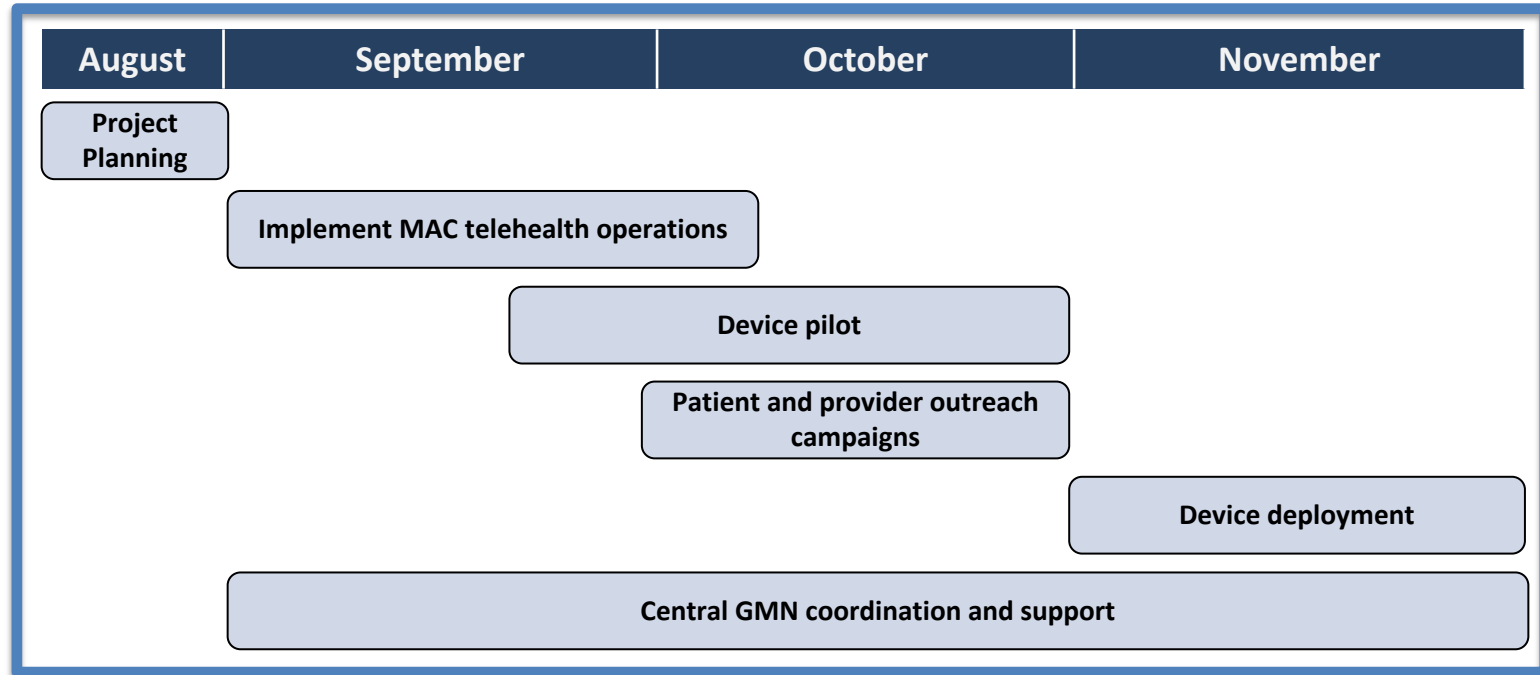 August September October November
Project
Planning
Implement MAC telehealth operations
Device pilot
Patient and provider outreach
campaigns
Device deployment
Central GMN coordination and support